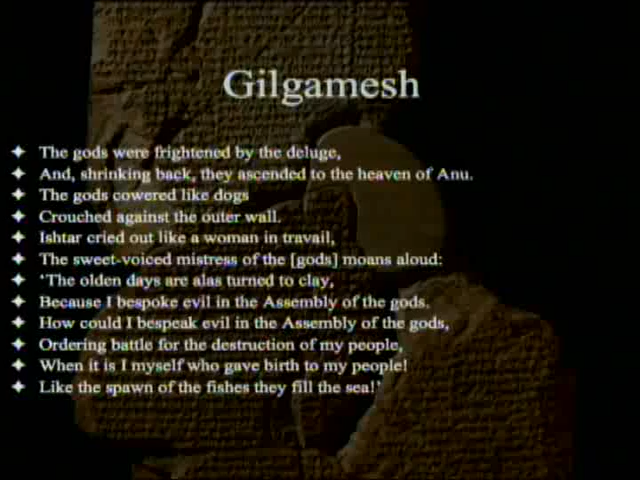 Gilgamesh
The gods were frightened by the deluge,
And, shrinking back, they ascended to the heaven of Anu.
The gods cowered like dogs
Crouched against the outer wall.
Ishtar cried out like a woman in travail,
The sweet-voiced mistress of the [gods] moans aloud:
‘The olden days are alas turned to clay,
Because I bespoke evil in the Assembly of the gods.
How could I bespeak evil in the Assembly of the gods,
Ordering battle for the destruction of my people,
When it is I myself who gave birth to my people!
Like the spawn of the fishes they fill the sea!’